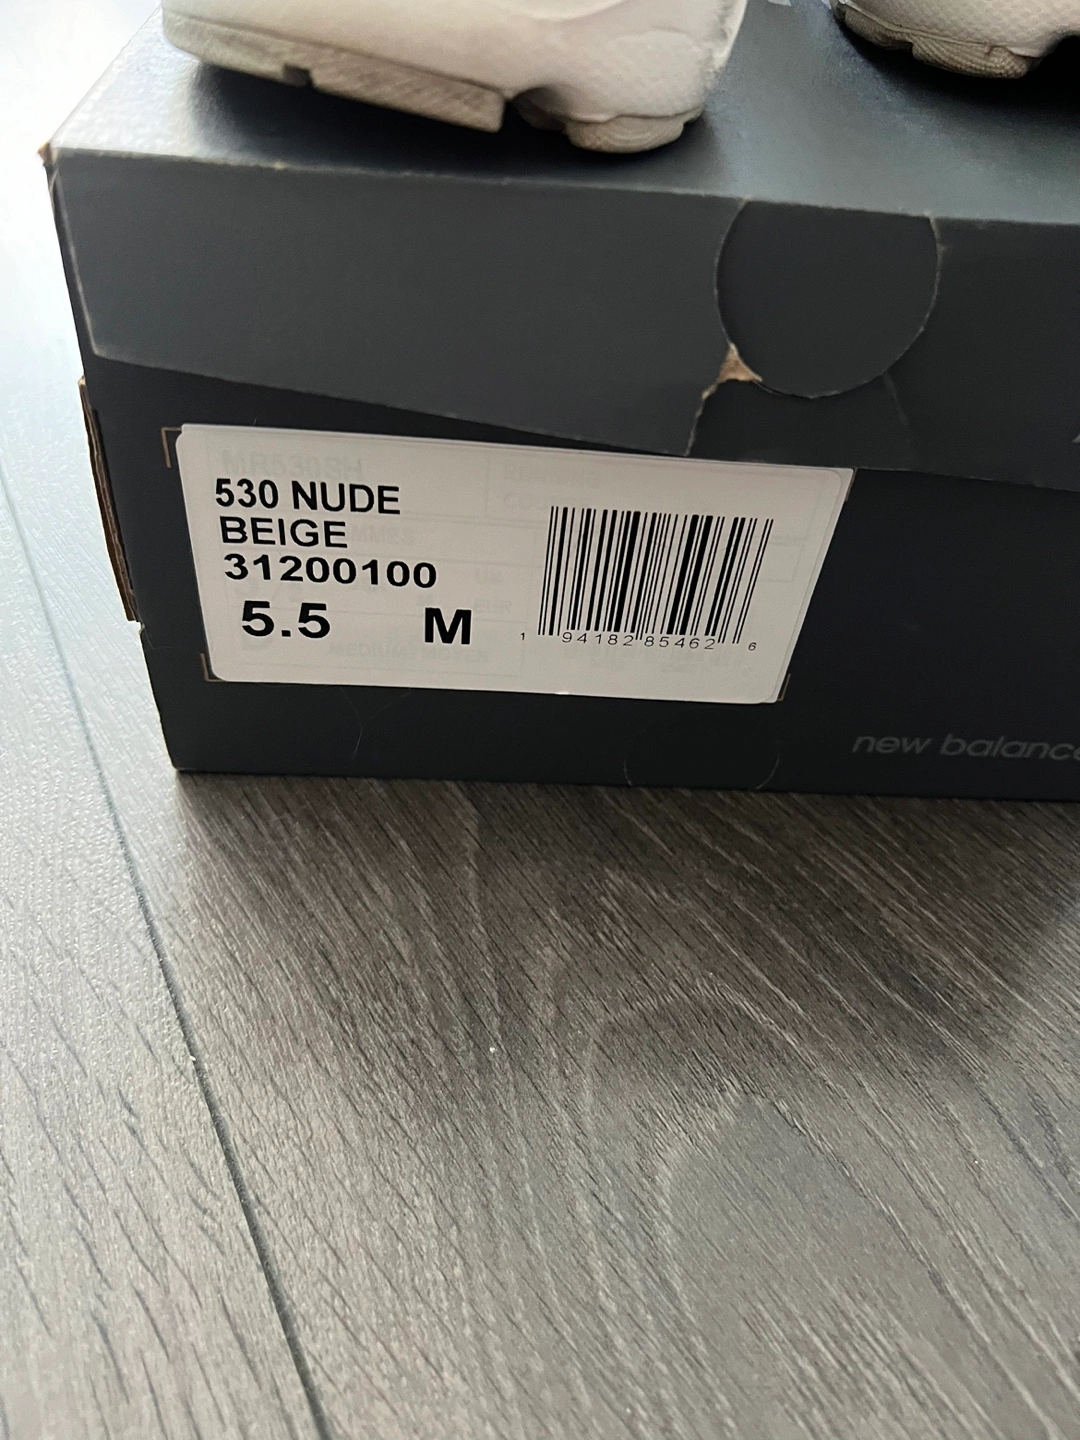 530 NUDE
BEIGE
31200100
5.5 M
1 94182 85462 6
new balance